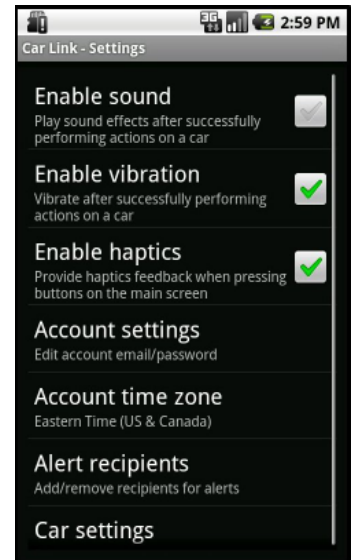 3G 2:59 PM
Car Link - Settings
Enable sound
Play sound effects after successfully
performing actions on a car
Enable vibration
Vibrate after successfully performing
actions on a car
Enable haptics
Provide haptics feedback when pressing
buttons on the main screen
Account settings
Edit account email/password
Account time zone
Eastern Time (US & Canada)
Alert recipients
Add/remove recipients for alerts
Car settings